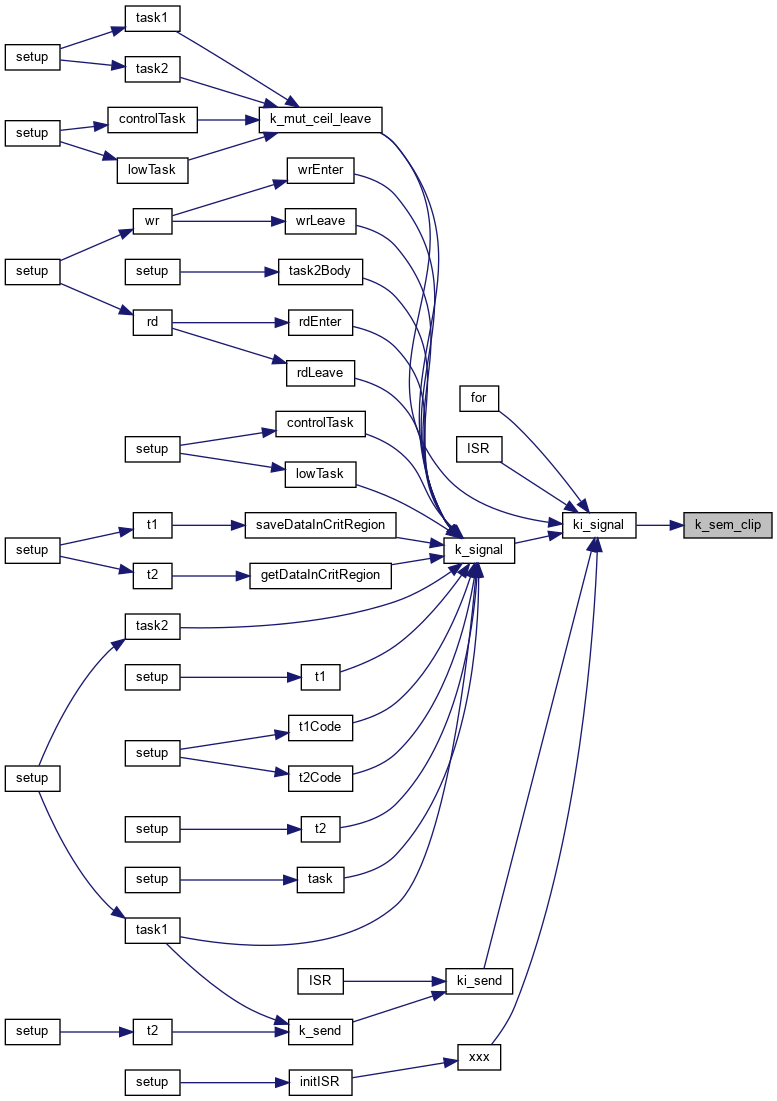 task1
setup
task2
controlTask
k_mut_ceil_leave
setup
lowTask
wrEnter
wr
wrLeave
setup
setup
task2Body
rd
rdEnter
rdLeave
for
controlTask
setup
ISR
lowTask
t1
saveDataInCritRegion
ki_signal
k_sem_clip
setup
k_signal
t2
getDataInCritRegion
task2
setup
t1
t1Code
setup
setup
t2Code
setup
t2
setup
task
task1
ISR
ki_send
setup
t2
k_send
xxx
setup
initISR